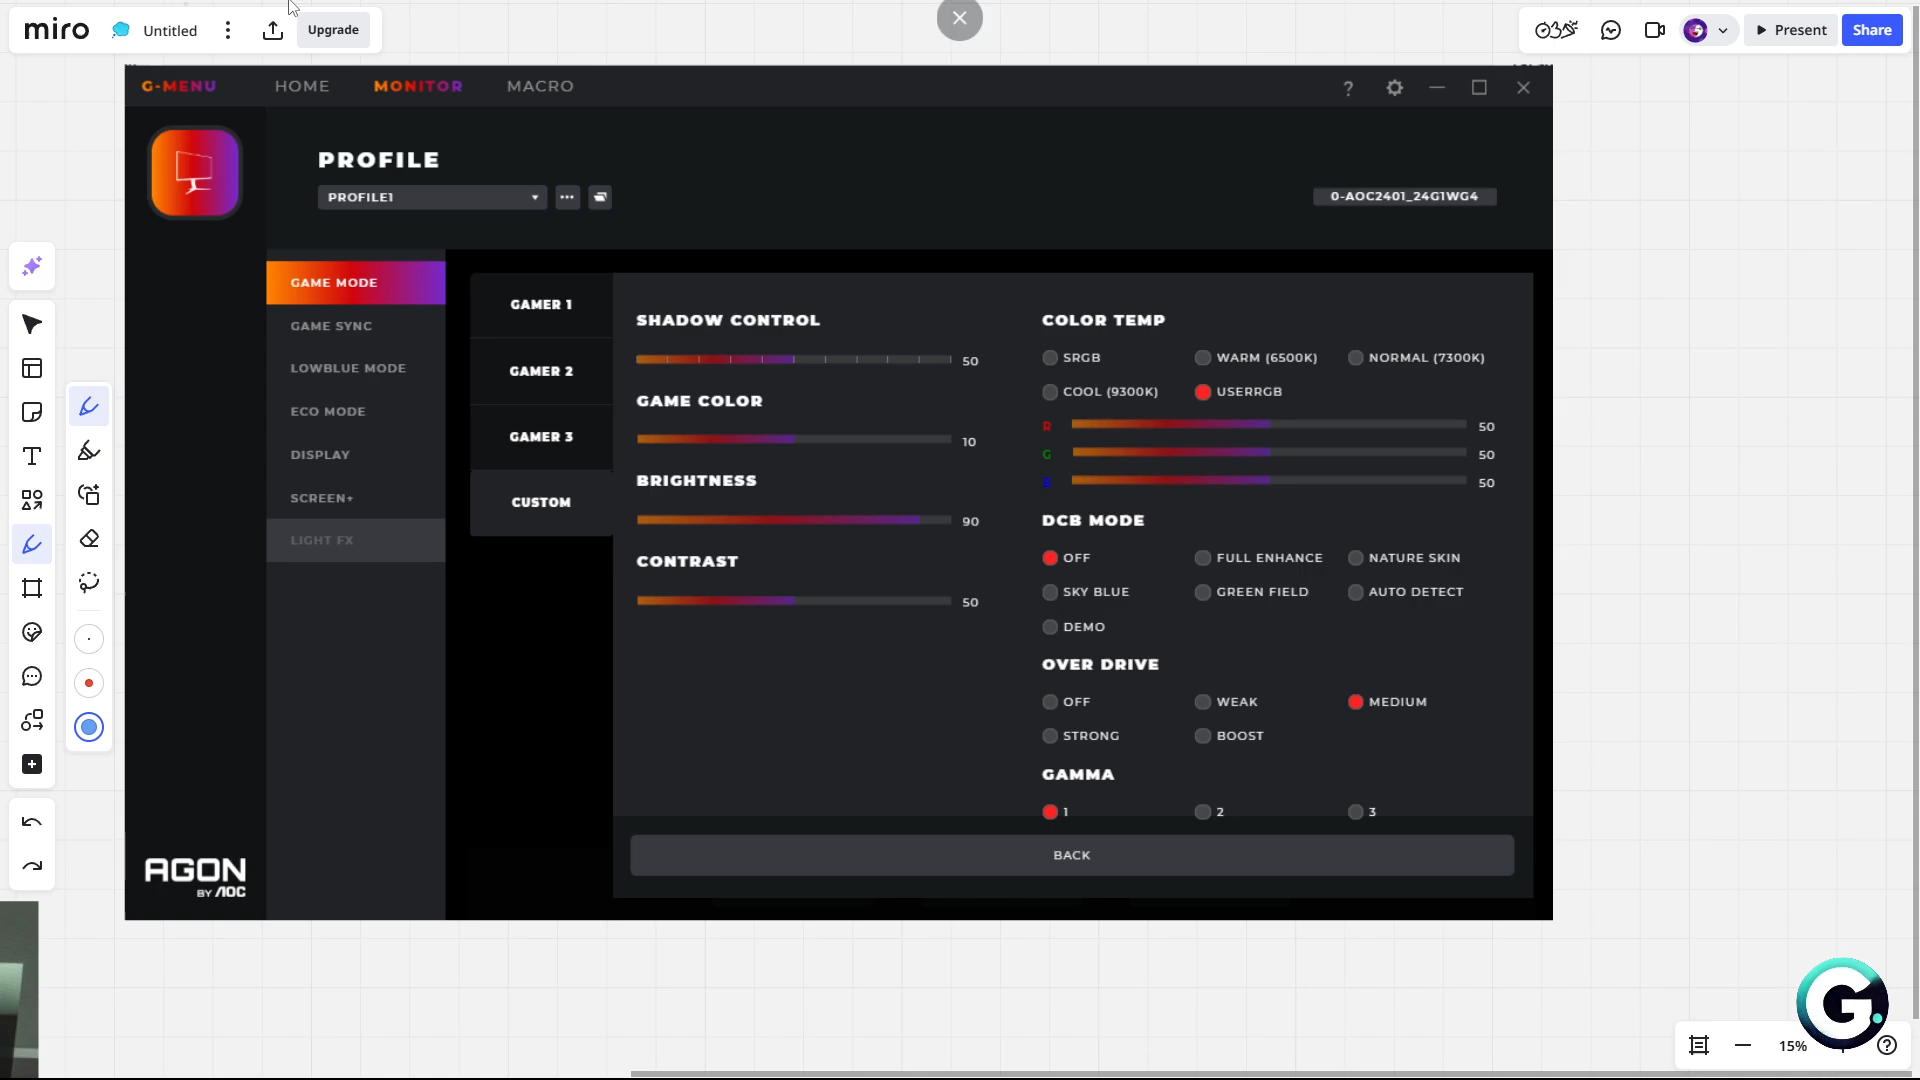 miro
Untitled
Upgrade
Present
Share
G-MENU
HOME
MONITOR
MACRO
?
PROFILE
PROFILE1
0-AOC2401_24G1WG4
GAME MODE
GAME SYNC
LOWBLUE MODE
ECO MODE
DISPLAY
SCREEN+
LIGHT FX
GAMER 1
GAMER 2
GAMER 3
CUSTOM
SHADOW CONTROL
50
GAME COLOR
10
BRIGHTNESS
90
CONTRAST
50
COLOR TEMP
SRGB WARM (6500K) NORMAL (7300K)
COOL (9300K) USERRGB
R 50
G 50
B 50
DCB MODE
OFF FULL ENHANCE NATURE SKIN
SKY BLUE GREEN FIELD AUTO DETECT
DEMO
OVER DRIVE
OFF WEAK MEDIUM
STRONG BOOST
GAMMA
1 2 3
BACK
AGON
BY AOC
G
15%